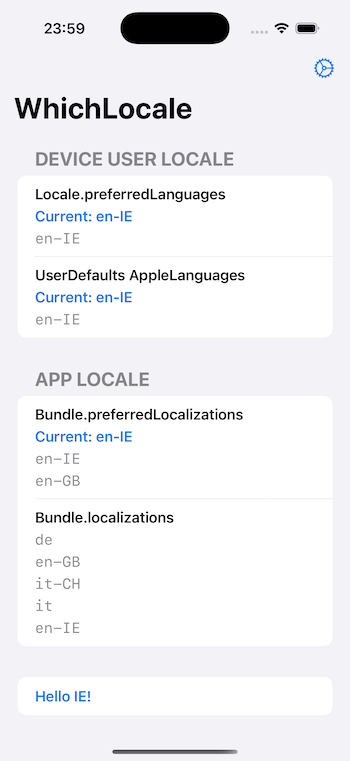 23:59
WhichLocale
DEVICE USER LOCALE
Locale.preferredLanguages
Current: en-IE
en-IE
UserDefaults AppleLanguages
Current: en-IE
en-IE
APP LOCALE
Bundle.preferredLocalizations
Current: en-IE
en-IE
en-GB
Bundle.localizations
de
en-GB
it-CH
it
en-IE
Hello IE!